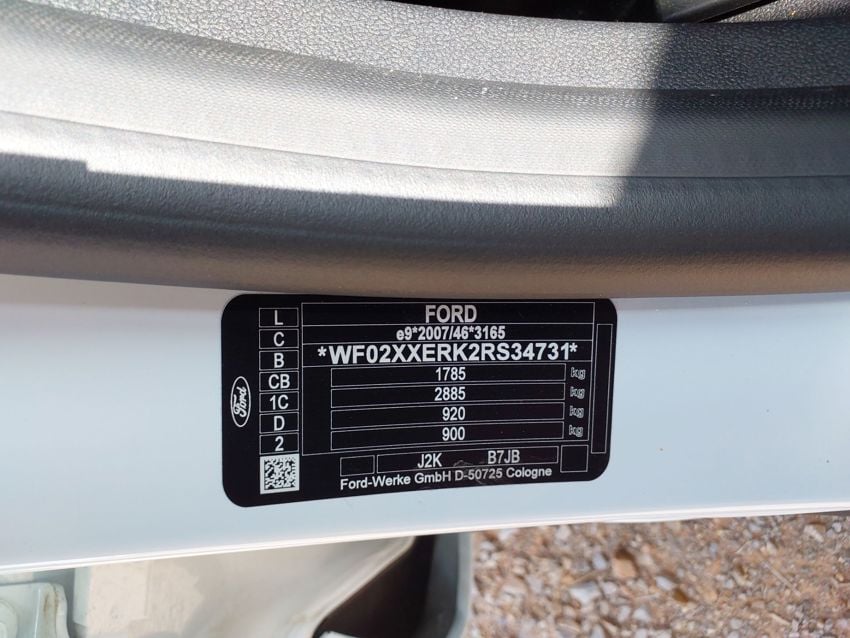 FORD
e9*2007/46*3165
*WF02XXERK2RS34731*
1785 kg
2885 kg
920 kg
900 kg
J2K B7JB
Ford-Werke GmbH D-50725 Cologne
L
C
B
CB
1C
D
2
Ford